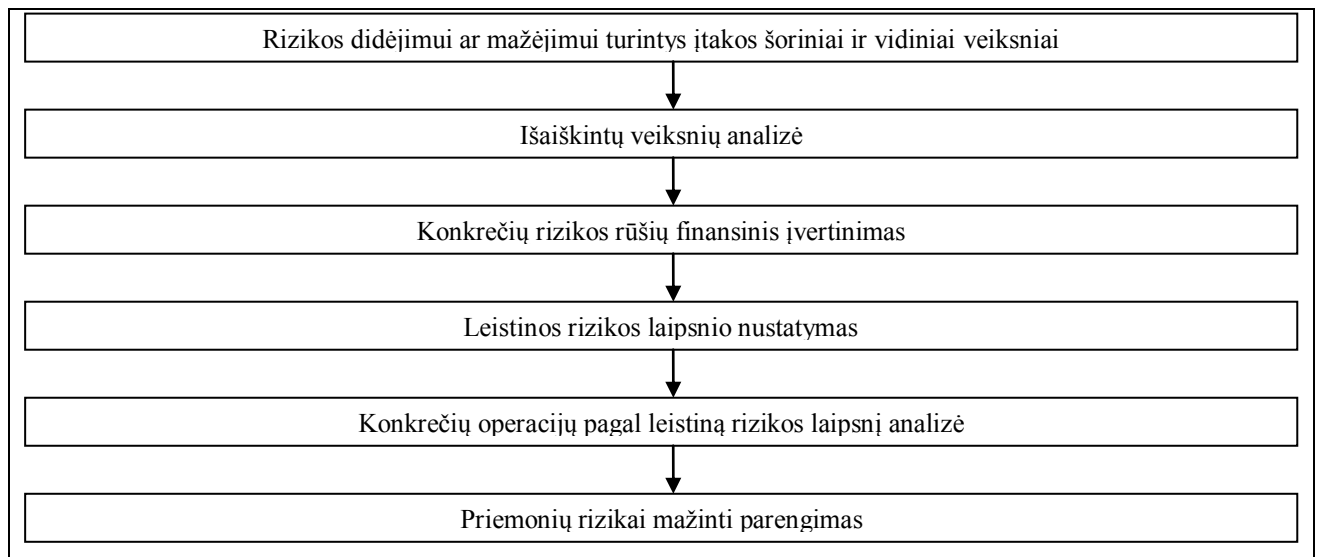 Rizikos didėjimui ar mažėjimui turintys įtakos šoriniai ir vidiniai veiksniai
Išaiškintų veiksnių analizė
Konkrečių rizikos rūšių finansinis įvertinimas
Leistinos rizikos laipsnio nustatymas
Konkrečių operacijų pagal leistiną rizikos laipsnį analizė
Priemonių rizikai mažinti parengimas